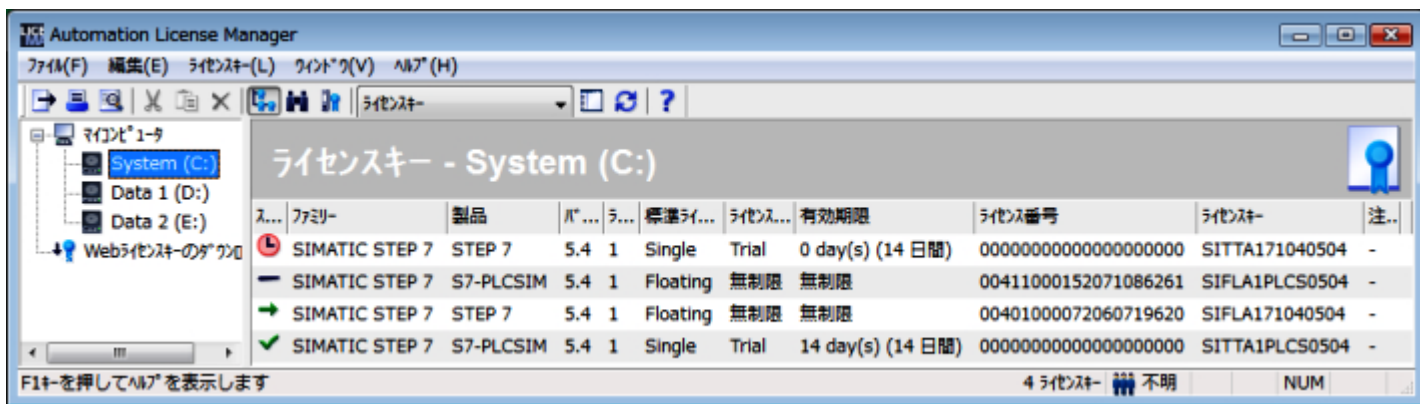 Automation License Manager
ﾌｧｲﾙ(F) 編集(E) ﾗｲｾﾝｽｷｰ(L) ｳｨﾝﾄﾞｳ(V) ﾍﾙﾌﾟ(H)
ﾗｲｾﾝｽｷｰ
ﾏｲｺﾝﾋﾟｭｰﾀ
System (C:)
Data 1 (D:)
Data 2 (E:)
Webﾗｲｾﾝｽｷｰのﾀﾞｳﾝﾛ
ライセンスキー - System (C:)
ス... ﾌｧﾐﾘｰ 製品 ﾊﾞ... ﾗ... 標準ﾗｲ... ﾗｲｾﾝｽ... 有効期限 ﾗｲｾﾝｽ番号 ﾗｲｾﾝｽｷｰ 注...
SIMATIC STEP 7 STEP 7 5.4 1 Single Trial 0 day(s) (14 日間) 00000000000000000000 SITTA171040504 -
SIMATIC STEP 7 S7-PLCSIM 5.4 1 Floating 無制限 無制限 00411000152071086261 SIFLA1PLCS0504 -
SIMATIC STEP 7 STEP 7 5.4 1 Floating 無制限 無制限 00401000072060719620 SIFLA171040504 -
SIMATIC STEP 7 S7-PLCSIM 5.4 1 Single Trial 14 day(s) (14 日間) 00000000000000000000 SITTA1PLCS0504 -
F1ｷｰを押してﾍﾙﾌﾟを表示します 4 ﾗｲｾﾝｽｷｰ 不明 NUM